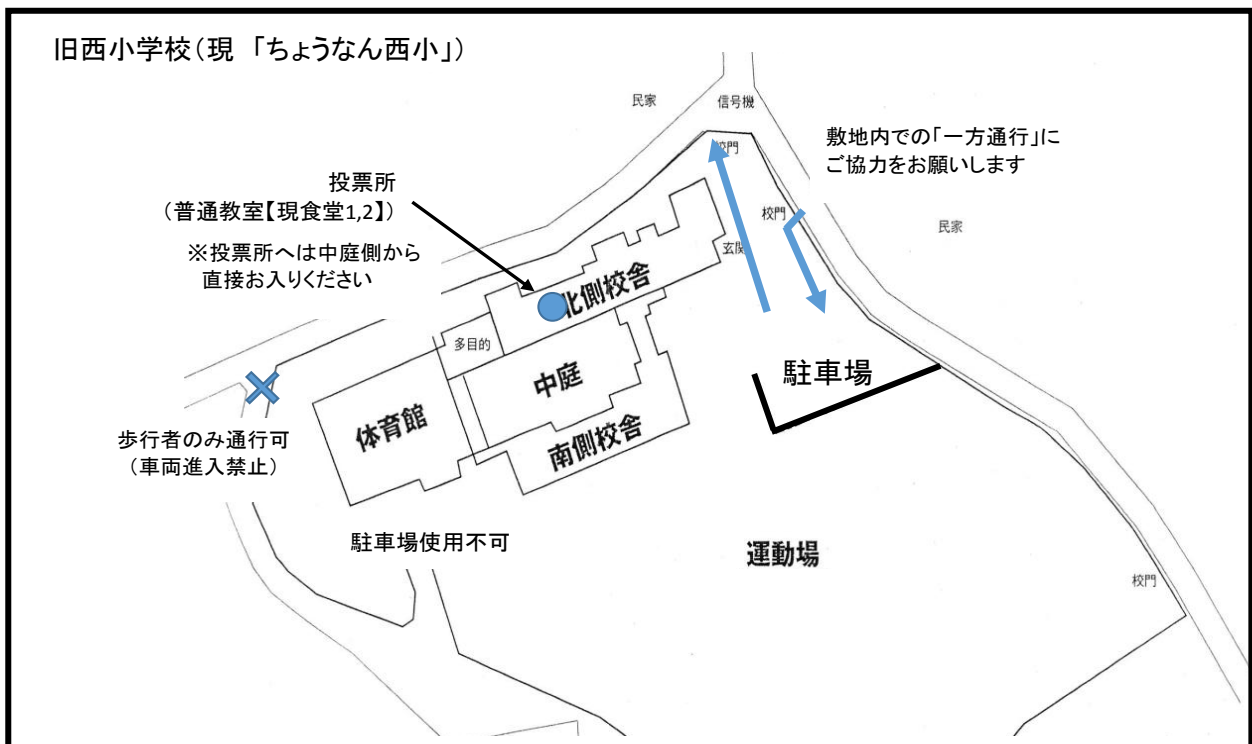 旧西小学校(現 「ちょうなん西小」)
民家
信号機
校門
敷地内での「一方通行」に
ご協力をお願いします
投票所
(普通教室【現食堂1,2】)
※投票所へは中庭側から
直接お入りください
校門
民家
玄関
北側校舎
多目的
中庭
駐車場
体育館
南側校舎
歩行者のみ通行可
(車両進入禁止)
駐車場使用不可
運動場
校門